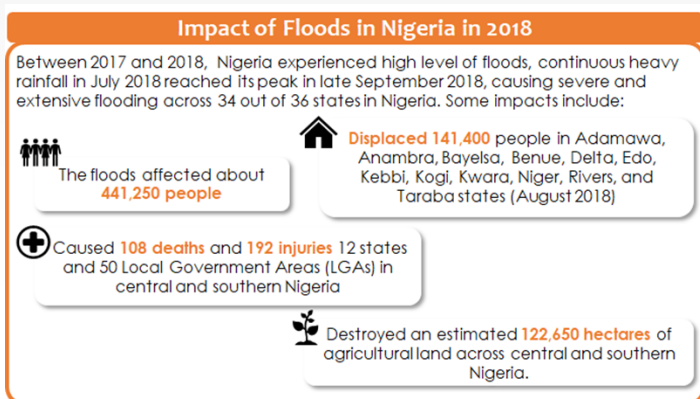 Impact of Floods in Nigeria in 2018
Between 2017 and 2018, Nigeria experienced high level of floods, continuous heavy
rainfall in July 2018 reached its peak in late September 2018, causing severe and
extensive flooding across 34 out of 36 states in Nigeria. Some impacts include:
The floods affected about
441,250 people
Displaced 141,400 people in Adamawa,
Anambra, Bayelsa, Benue, Delta, Edo,
Kebbi, Kogi, Kwara, Niger, Rivers, and
Taraba states (August 2018)
Caused 108 deaths and 192 injuries 12 states
and 50 Local Government Areas (LGAs) in
central and southern Nigeria
Destroyed an estimated 122,650 hectares of
agricultural land across central and southern
Nigeria.